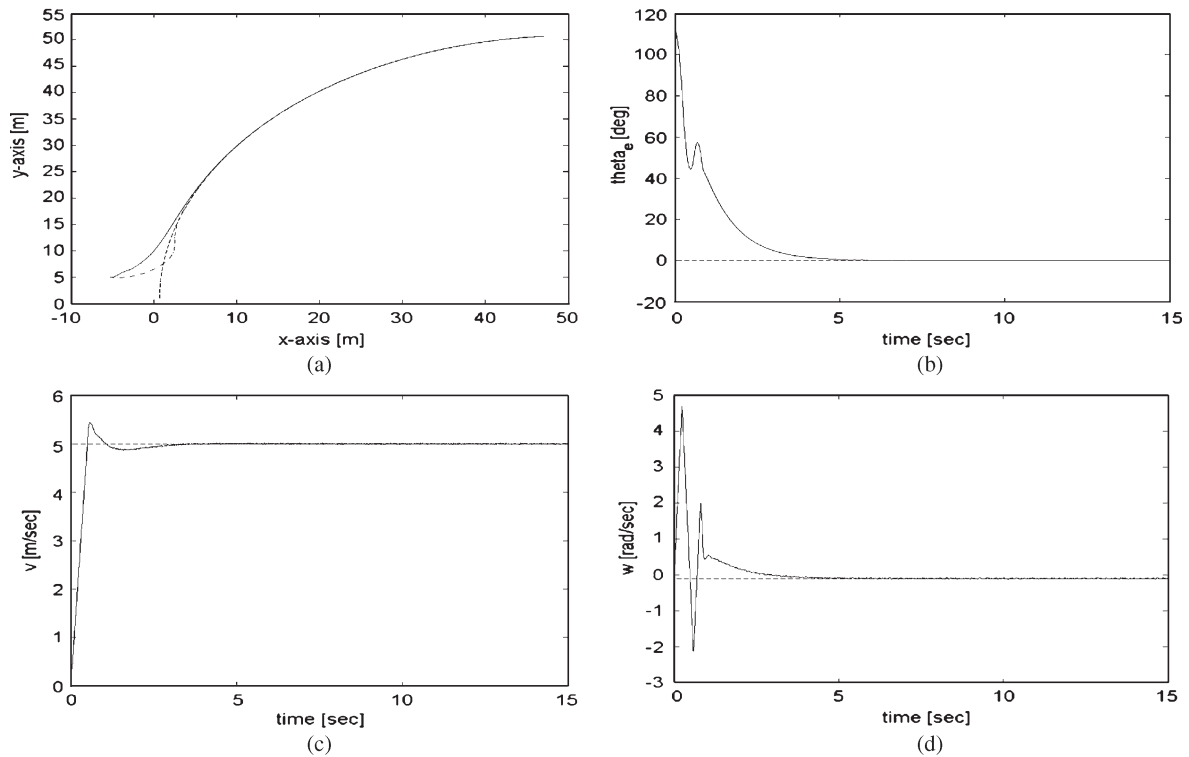 55
50
45
40
35
30
25
20
15
10
5
0
y-axis [m]
-10 0 10 20 30 40 50
x-axis [m]
(a)
120
100
80
60
40
20
0
-20
theta_e [deg]
0 5 10 15
time [sec]
(b)
6
5
4
3
2
1
0
v [m/sec]
0 5 10 15
time [sec]
(c)
5
4
3
2
1
0
-1
-2
-3
w [rad/sec]
0 5 10 15
time [sec]
(d)